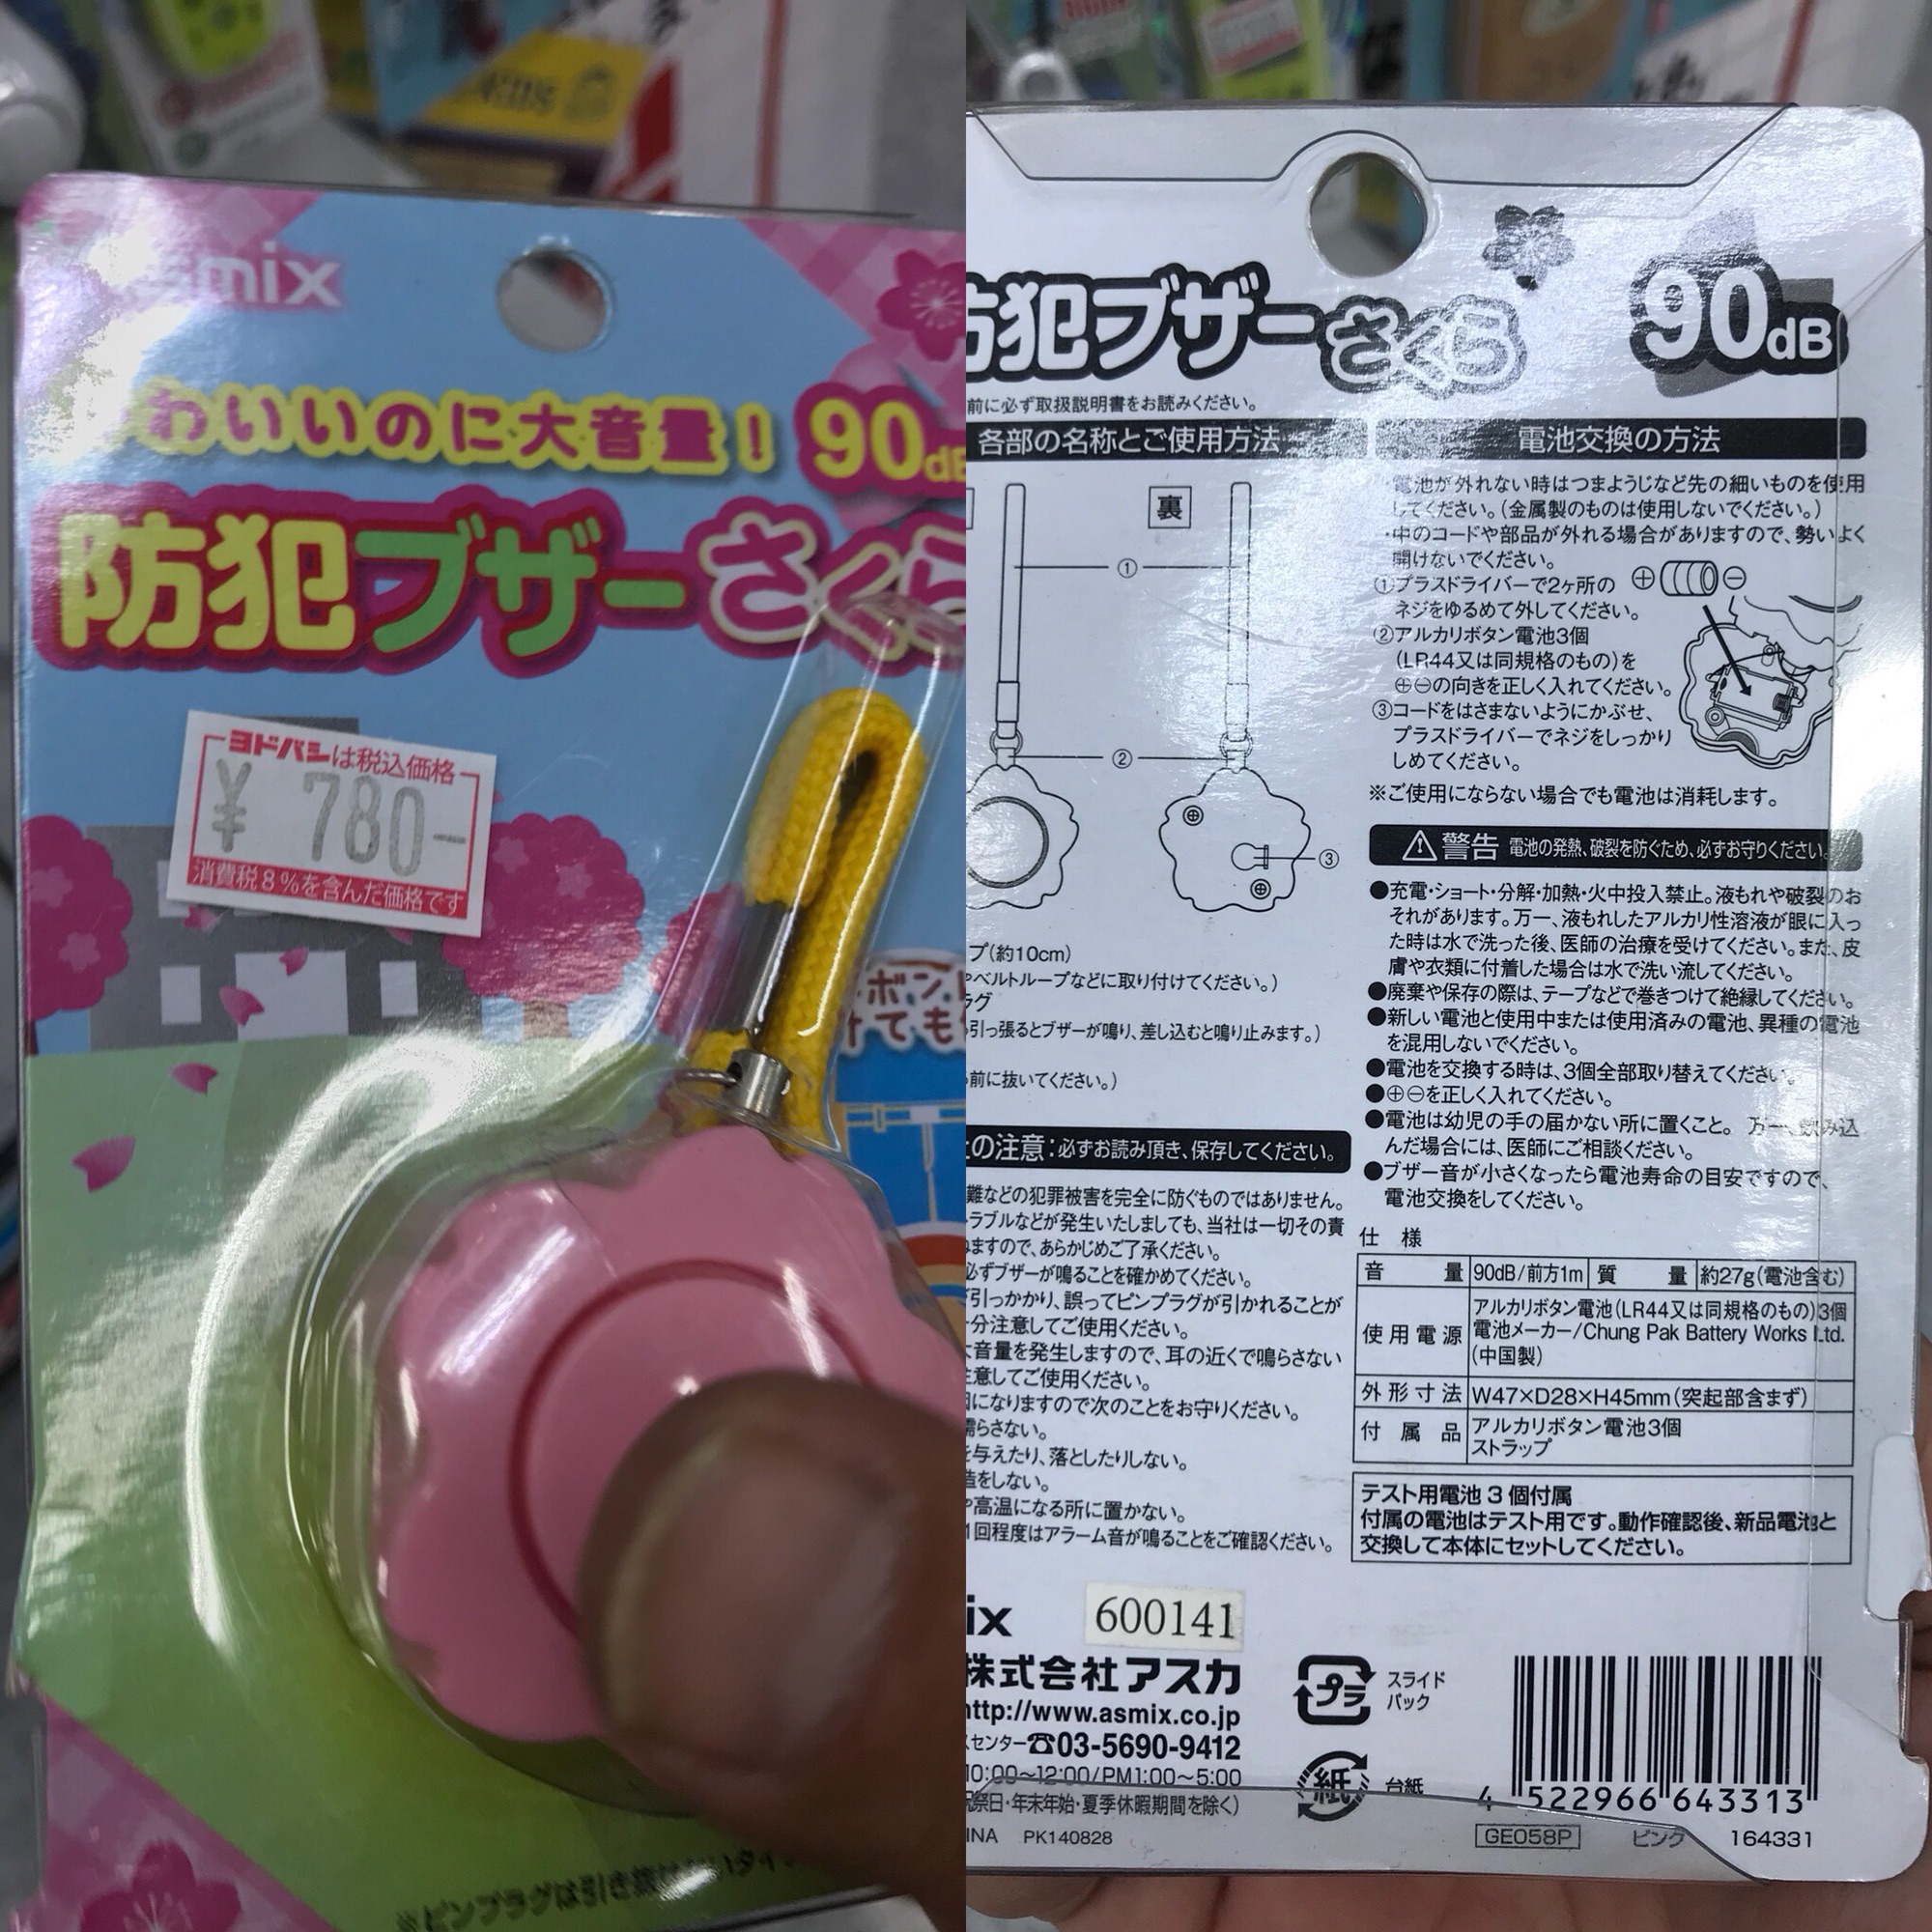 asmix
わいいのに大音量！ 90dB
防犯ブザーさくら
ヨドバシは税込価格
¥ 780-
消費税8%を含んだ価格です
ボン
けても
※ピンプラグは引き抜
防犯ブザーさくら 90dB
前に必ず取扱説明書をお読みください。
各部の名称とご使用方法
裏
①
②
③
プ(約10cm)
ベルトループなどに取り付けてください。)
ラグ
引っ張るとブザーが鳴り、差し込むと鳴り止みます。)
前に抜いてください。)
上の注意：必ずお読み頂き、保存してください。
難などの犯罪被害を完全に防ぐものではありません。
ラブルなどが発生いたしましても、当社は一切その責
ますので、あらかじめご了承ください。
必ずブザーが鳴ることを確かめてください。
引っかかり、誤ってピンプラグが引かれることが
分注意してご使用ください。
大音量を発生しますので、耳の近くで鳴らさない
注意してご使用ください。
因になりますので次のことをお守りください。
濡らさない。
を与えたり、落としたりしない。
造をしない。
や高温になる所に置かない。
1回程度はアラーム音が鳴ることをご確認ください。
ix 600141
株式会社アスカ
http://www.asmix.co.jp
スセンター☎03-5690-9412
10:00～12:00/PM1:00～5:00
祝祭日・年末年始・夏季休暇期間を除く)
INA PK140828
電池交換の方法
・電池が外れない時はつまようじなど先の細いものを使用
してください。(金属製のものは使用しないでください。)
・中のコードや部品が外れる場合がありますので、勢いよく
開けないでください。
①プラスドライバーで2ヶ所の
ネジをゆるめて外してください。
②アルカリボタン電池3個
(LR44又は同規格のもの)を
⊕⊖の向きを正しく入れてください。
③コードをはさまないようにかぶせ、
プラスドライバーでネジをしっかり
しめてください。
⊕ ⊖
※ご使用にならない場合でも電池は消耗します。
⚠警告 電池の発熱、破裂を防ぐため、必ずお守りください。
●充電・ショート・分解・加熱・火中投入禁止。液もれや破裂のお
それがあります。万一、液もれしたアルカリ性溶液が眼に入っ
た時は水で洗った後、医師の治療を受けてください。また、皮
膚や衣類に付着した場合は水で洗い流してください。
●廃棄や保存の際は、テープなどで巻きつけて絶縁してください。
●新しい電池と使用中または使用済みの電池、異種の電池
を混用しないでください。
●電池を交換する時は、3個全部取り替えてください。
●⊕⊖を正しく入れてください。
●電池は幼児の手の届かない所に置くこと。 万一、飲み込
んだ場合には、医師にご相談ください。
●ブザー音が小さくなったら電池寿命の目安ですので、
電池交換をしてください。
仕 様
音 量 90dB/前方1m 質 量 約27g(電池含む)
使用電源 アルカリボタン電池(LR44又は同規格のもの)3個
電池メーカー/Chung Pak Battery Works Ltd.
(中国製)
外形寸法 W47×D28×H45mm(突起部含まず)
付 属 品 アルカリボタン電池3個
ストラップ
テスト用電池3個付属
付属の電池はテスト用です。動作確認後、新品電池と
交換して本体にセットしてください。
プラ スライド
パック
紙 台紙
4 522966 643313
GE058P ピンク 164331